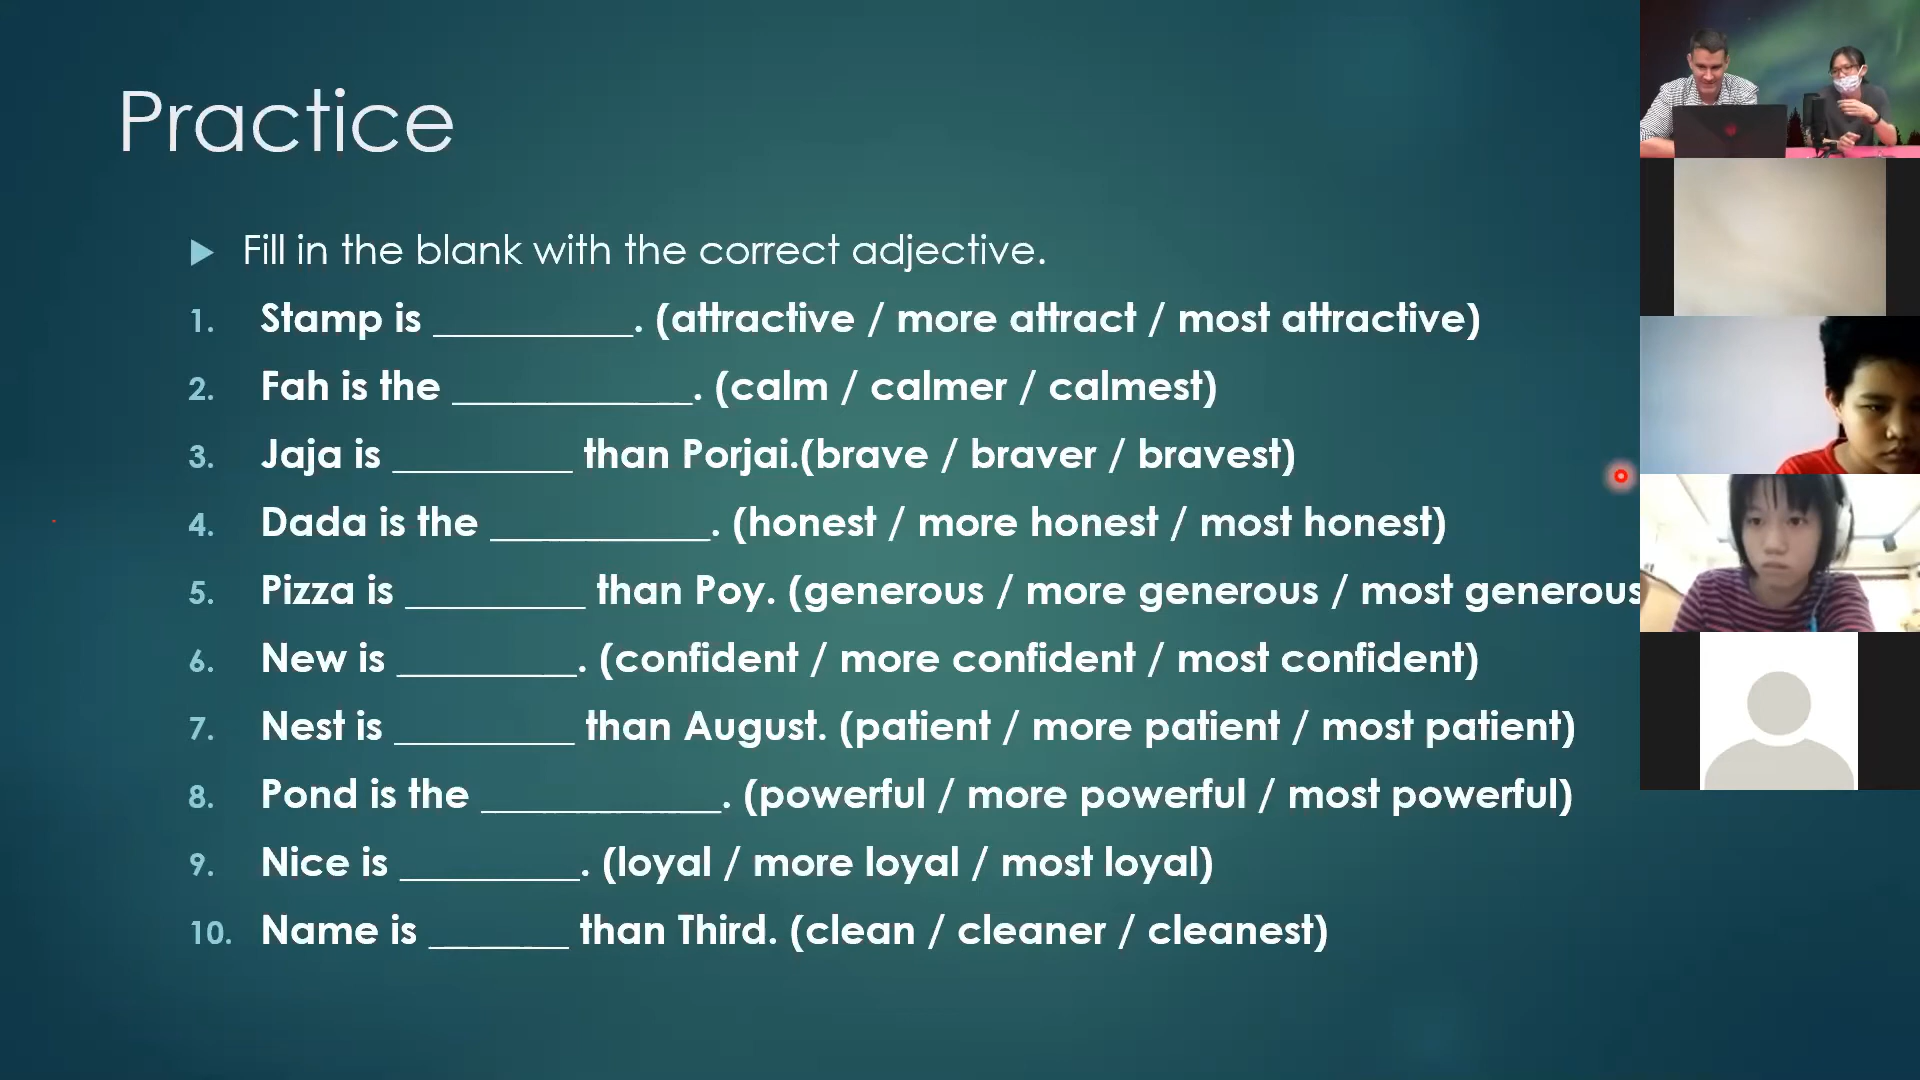 Practice
Fill in the blank with the correct adjective.
1. Stamp is __________. (attractive / more attract / most attractive)
2. Fah is the ____________. (calm / calmer / calmest)
3. Jaja is _________ than Porjai.(brave / braver / bravest)
4. Dada is the ___________. (honest / more honest / most honest)
5. Pizza is _________ than Poy. (generous / more generous / most generous
6. New is _________. (confident / more confident / most confident)
7. Nest is _________ than August. (patient / more patient / most patient)
8. Pond is the ____________. (powerful / more powerful / most powerful)
9. Nice is _________. (loyal / more loyal / most loyal)
10. Name is _______ than Third. (clean / cleaner / cleanest)